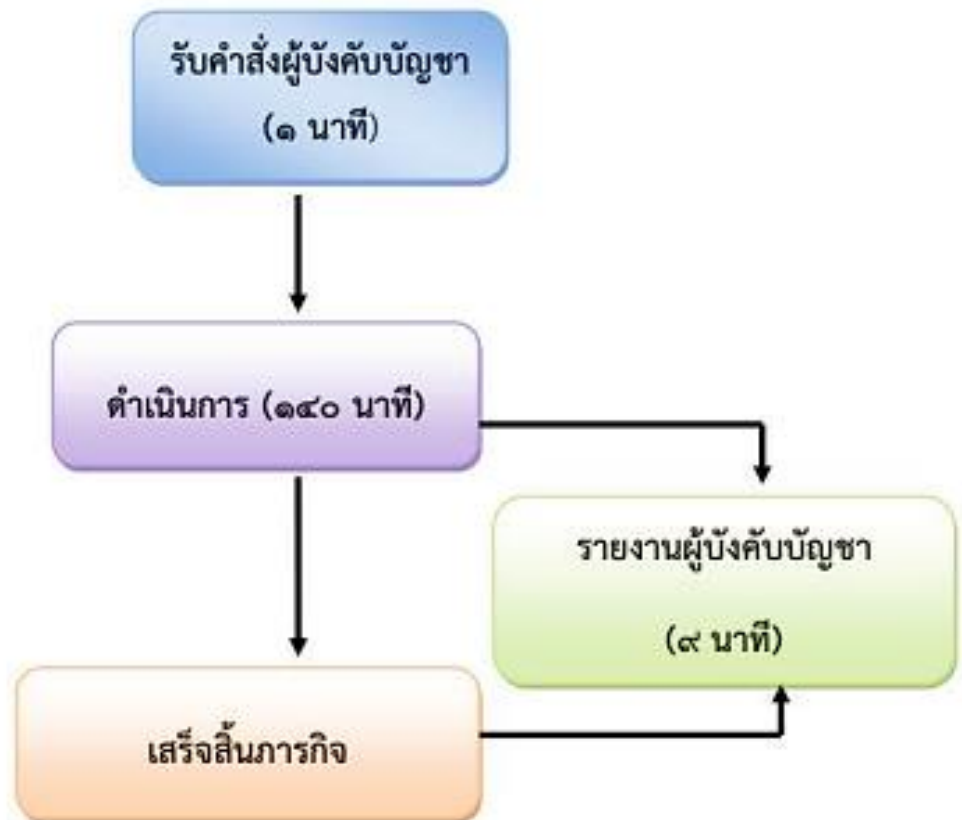 รับคำสั่งผู้บังคับบัญชา
(๑ นาที)
ดำเนินการ (๑๔๐ นาที)
รายงานผู้บังคับบัญชา
(๙ นาที)
เสร็จสิ้นภารกิจ